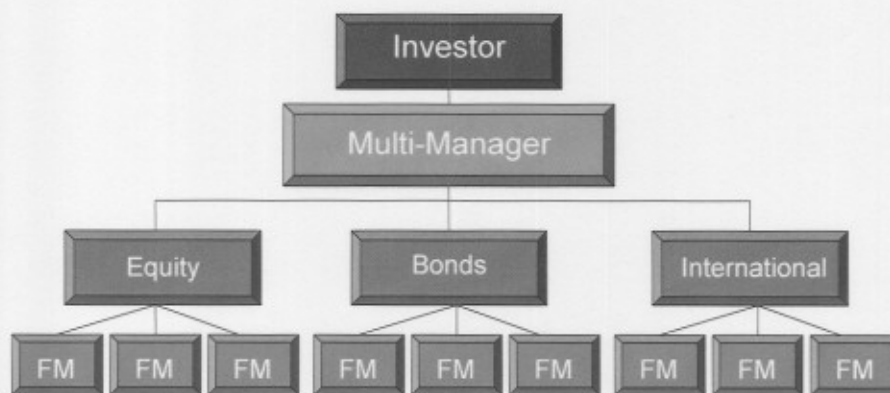 Investor
Multi-Manager
Equity Bonds International
FM FM FM FM FM FM FM FM FM